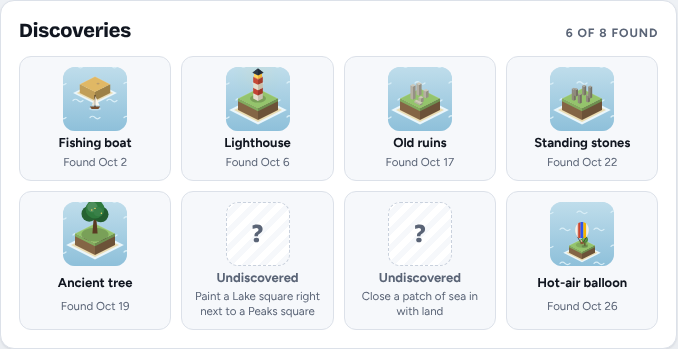 Discoveries
6 OF 8 FOUND
Fishing boat
Found Oct 2
Lighthouse
Found Oct 6
Old ruins
Found Oct 17
Standing stones
Found Oct 22
Ancient tree
Found Oct 19
?
Undiscovered
Paint a Lake square right
next to a Peaks square
?
Undiscovered
Close a patch of sea in
with land
Hot-air balloon
Found Oct 26